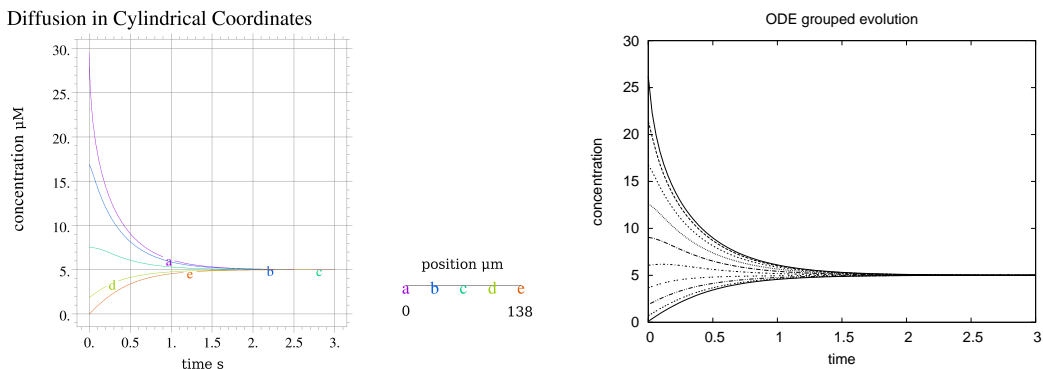 Diffusion in Cylindrical Coordinates
concentration µM
30.
25.
20.
15.
10.
5.
0.
a
b
c
d
e
0. 0.5 1. 1.5 2. 2.5 3.
time s
position µm
a b c d e
0 138
ODE grouped evolution
concentration
30
25
20
15
10
5
0
0 0.5 1 1.5 2 2.5 3
time